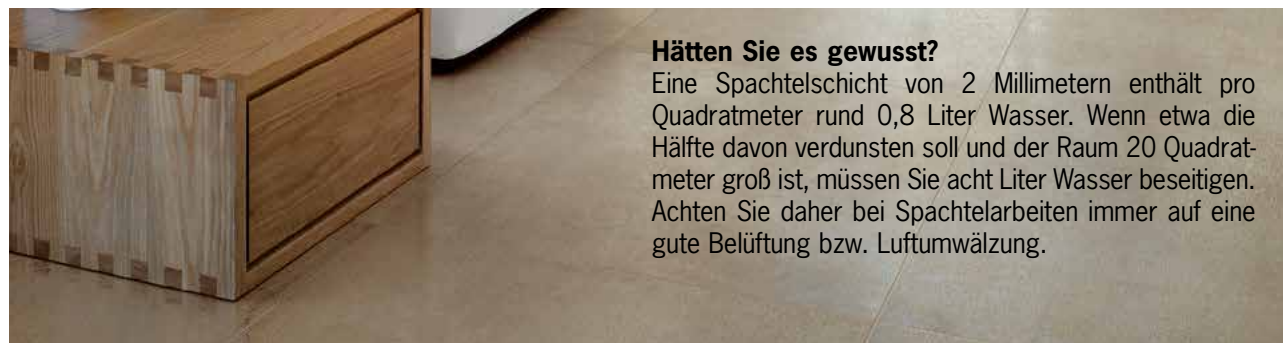 Hätten Sie es gewusst?
Eine Spachtelschicht von 2 Millimetern enthält pro
Quadratmeter rund 0,8 Liter Wasser. Wenn etwa die
Hälfte davon verdunsten soll und der Raum 20 Quadrat-
meter groß ist, müssen Sie acht Liter Wasser beseitigen.
Achten Sie daher bei Spachtelarbeiten immer auf eine
gute Belüftung bzw. Luftumwälzung.